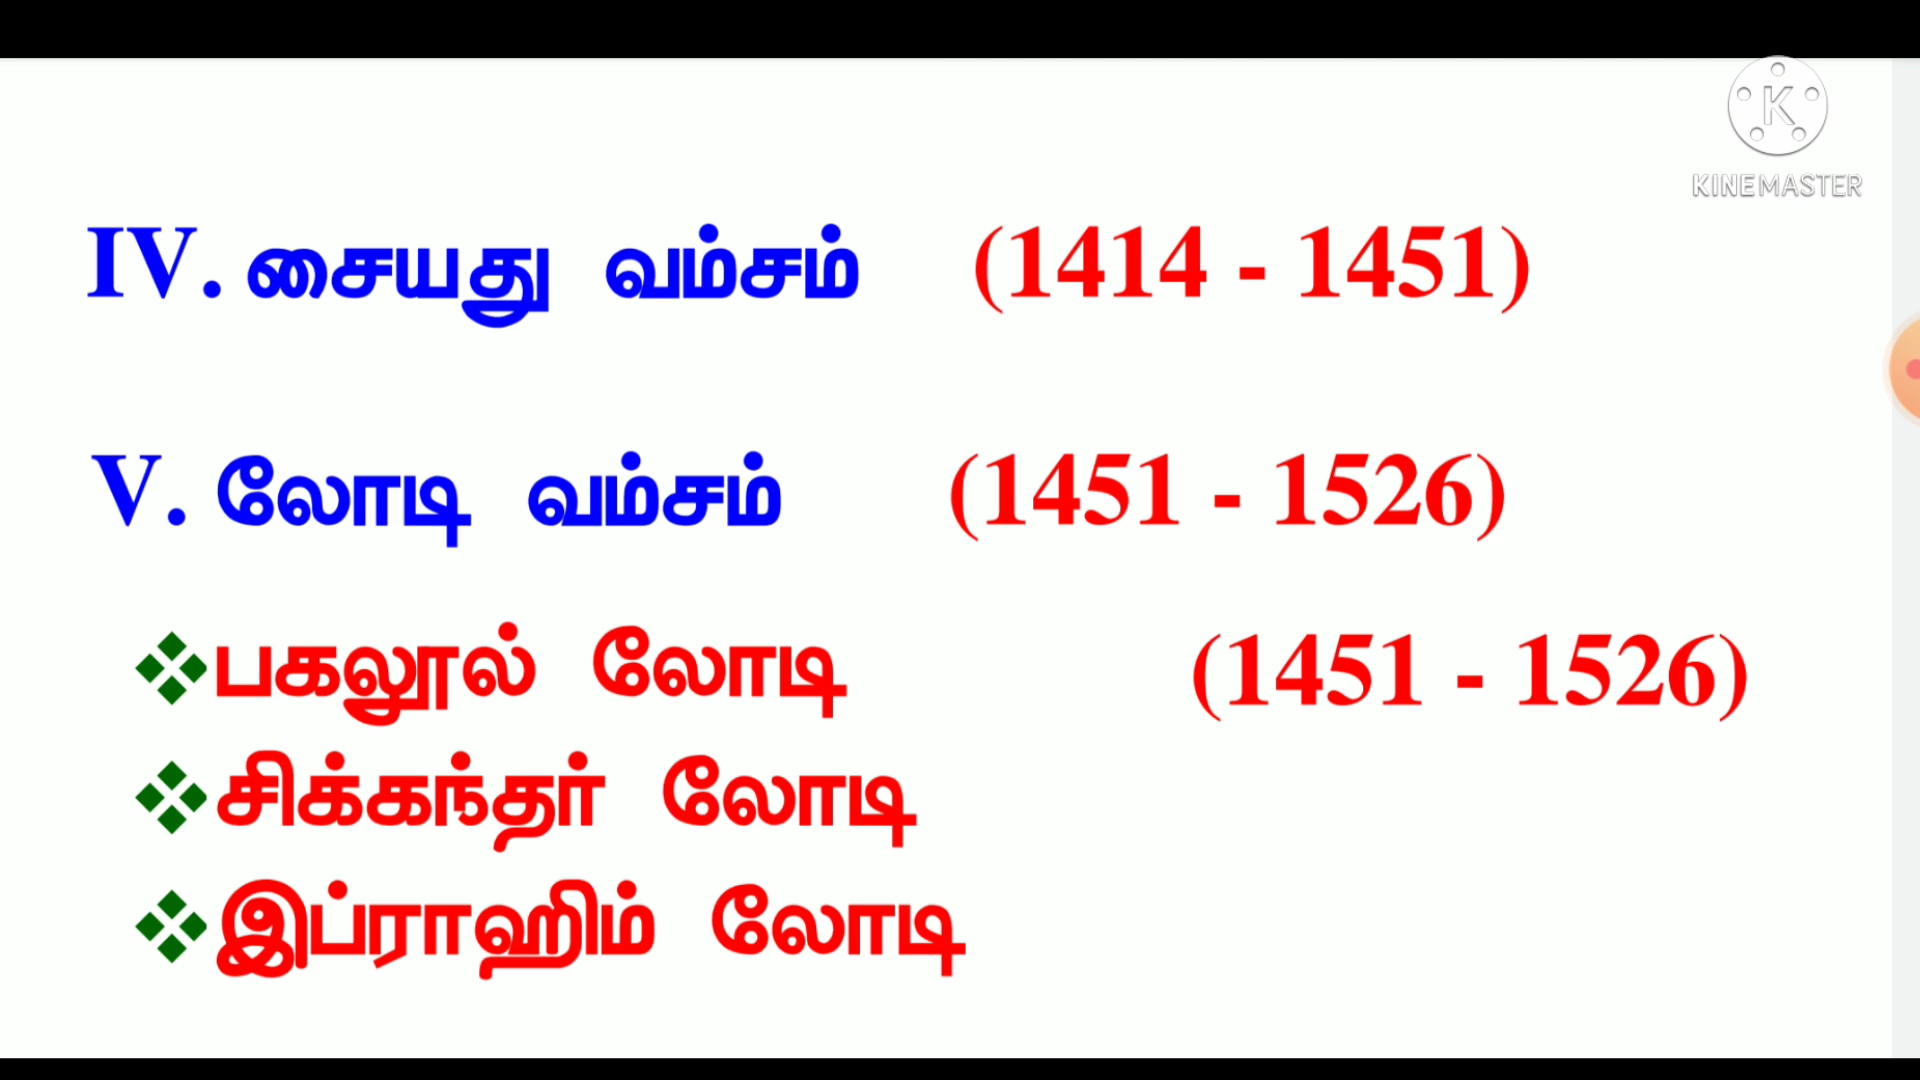 K
KINEMASTER
IV. சையது வம்சம் (1414 - 1451)
V. லோடி வம்சம் (1451 - 1526)
❖பகலூல் லோடி (1451 - 1526)
❖சிக்கந்தர் லோடி
❖இப்ராஹிம் லோடி